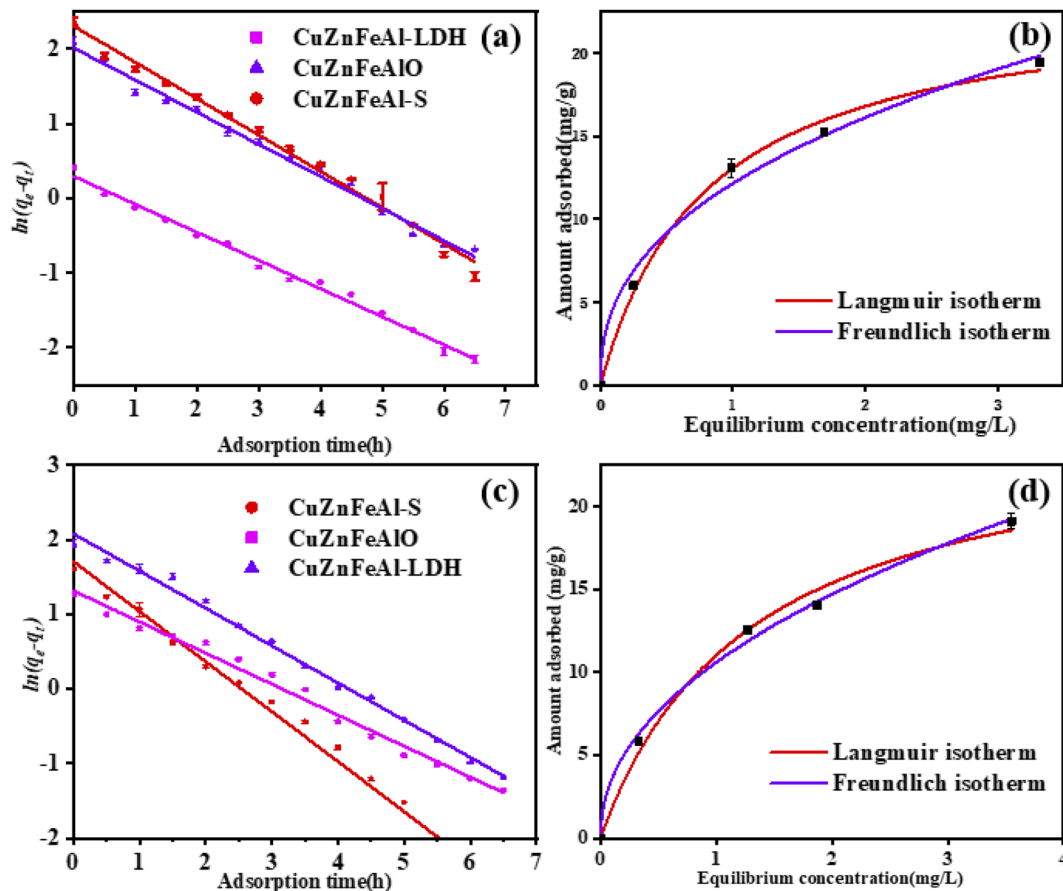 (a)
CuZnFeAl-LDH
CuZnFeAlO
CuZnFeAl-S
2
1
0
-1
-2
ln(qe-qt)
0 1 2 3 4 5 6 7
Adsorption time(h)
(b)
20
15
10
5
0
Amount adsorbed(mg/g)
Langmuir isotherm
Freundlich isotherm
0 1 2 3 4
Equilibrium concentration(mg/L)
(c)
CuZnFeAl-S
CuZnFeAlO
CuZnFeAl-LDH
3
2
1
0
-1
-2
ln(qe-qt)
0 1 2 3 4 5 6 7
Adsorption time(h)
(d)
20
15
10
5
0
Amount adsorbed (mg/g)
Langmuir isotherm
Freundlich isotherm
0 1 2 3 4
Equilibrium concentration(mg/L)